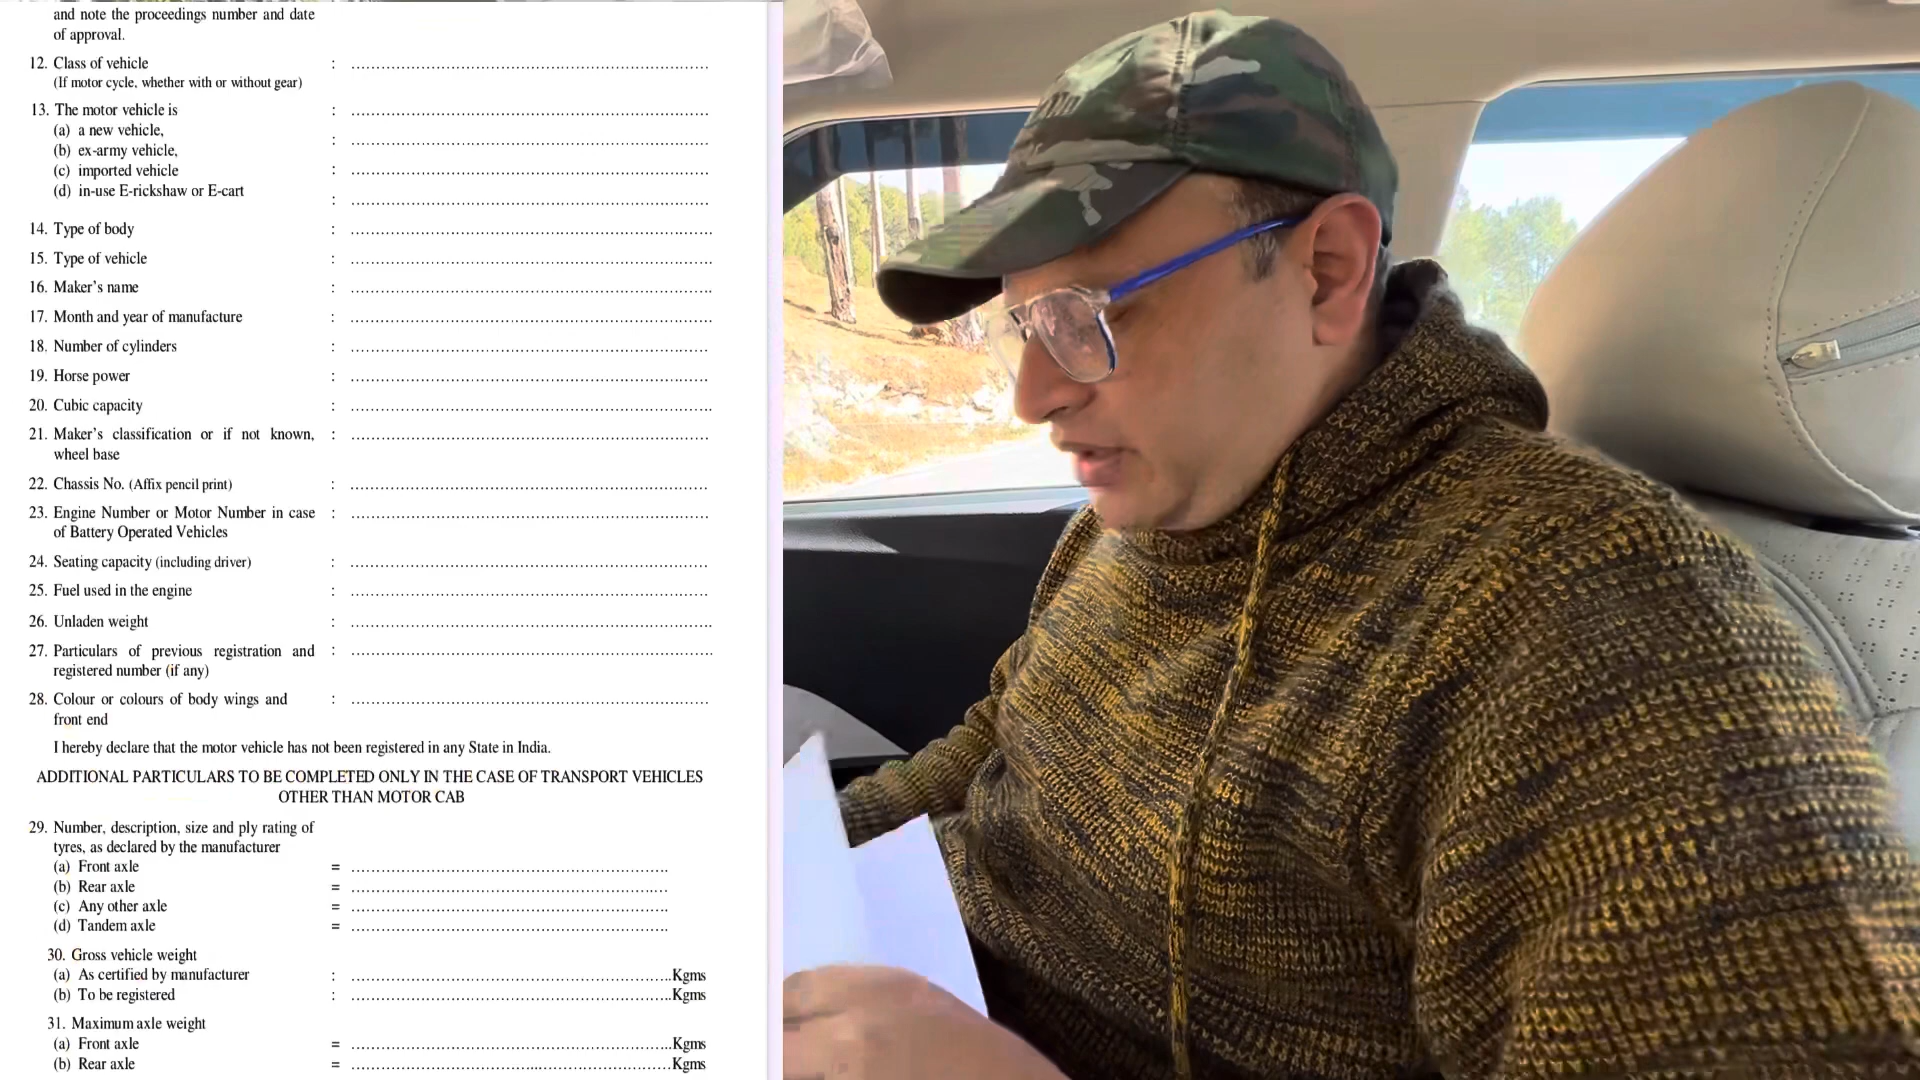 and note the proceedings number and date
of approval.
12. Class of vehicle : ......................................................
(If motor cycle, whether with or without gear)
13. The motor vehicle is : ......................................................
(a) a new vehicle, : ......................................................
(b) ex-army vehicle,
(c) imported vehicle : ......................................................
(d) in-use E-rickshaw or E-cart : ......................................................
14. Type of body : ......................................................
15. Type of vehicle : ......................................................
16. Maker's name : ......................................................
17. Month and year of manufacture : ......................................................
18. Number of cylinders : ......................................................
19. Horse power : ......................................................
20. Cubic capacity : ......................................................
21. Maker's classification or if not known, : ......................................................
wheel base
22. Chassis No. (Affix pencil print) : ......................................................
23. Engine Number or Motor Number in case : ......................................................
of Battery Operated Vehicles
24. Seating capacity (including driver) : ......................................................
25. Fuel used in the engine : ......................................................
26. Unladen weight : ......................................................
27. Particulars of previous registration and : ......................................................
registered number (if any)
28. Colour or colours of body wings and : ......................................................
front end
I hereby declare that the motor vehicle has not been registered in any State in India.
ADDITIONAL PARTICULARS TO BE COMPLETED ONLY IN THE CASE OF TRANSPORT VEHICLES
OTHER THAN MOTOR CAB
29. Number, description, size and ply rating of
tyres, as declared by the manufacturer
(a) Front axle = ......................................................
(b) Rear axle = ......................................................
(c) Any other axle = ......................................................
(d) Tandem axle = ......................................................
30. Gross vehicle weight
(a) As certified by manufacturer : ......................................................Kgms
(b) To be registered : ......................................................Kgms
31. Maximum axle weight
(a) Front axle = ......................................................Kgms
(b) Rear axle = ......................................................Kgms